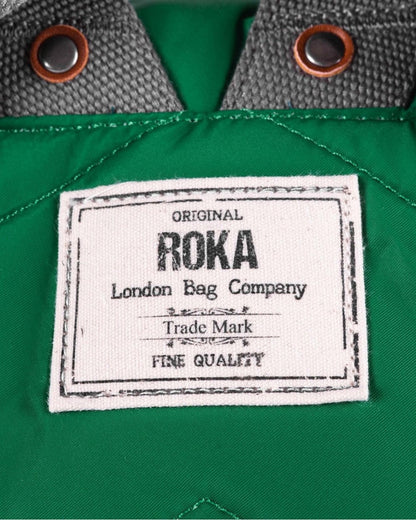 ORIGINAL
ROKA
London Bag Company
Trade Mark
FINE QUALITY